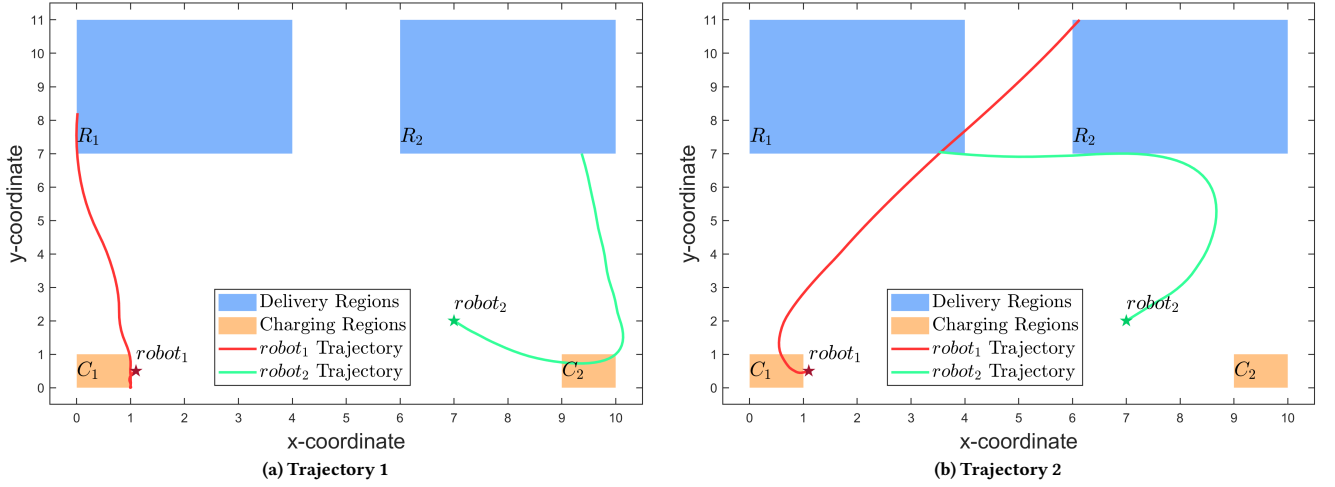 11
10
9
8
7
6
5
4
3
2
1
0
y-coordinate
R1
R2
robot2
robot1
C1
C2
Delivery Regions
Charging Regions
robot1 Trajectory
robot2 Trajectory
0 1 2 3 4 5 6 7 8 9 10
x-coordinate
(a) Trajectory 1
11
10
9
8
7
6
5
4
3
2
1
0
y-coordinate
R1
R2
robot2
robot1
C1
C2
Delivery Regions
Charging Regions
robot1 Trajectory
robot2 Trajectory
0 1 2 3 4 5 6 7 8 9 10
x-coordinate
(b) Trajectory 2